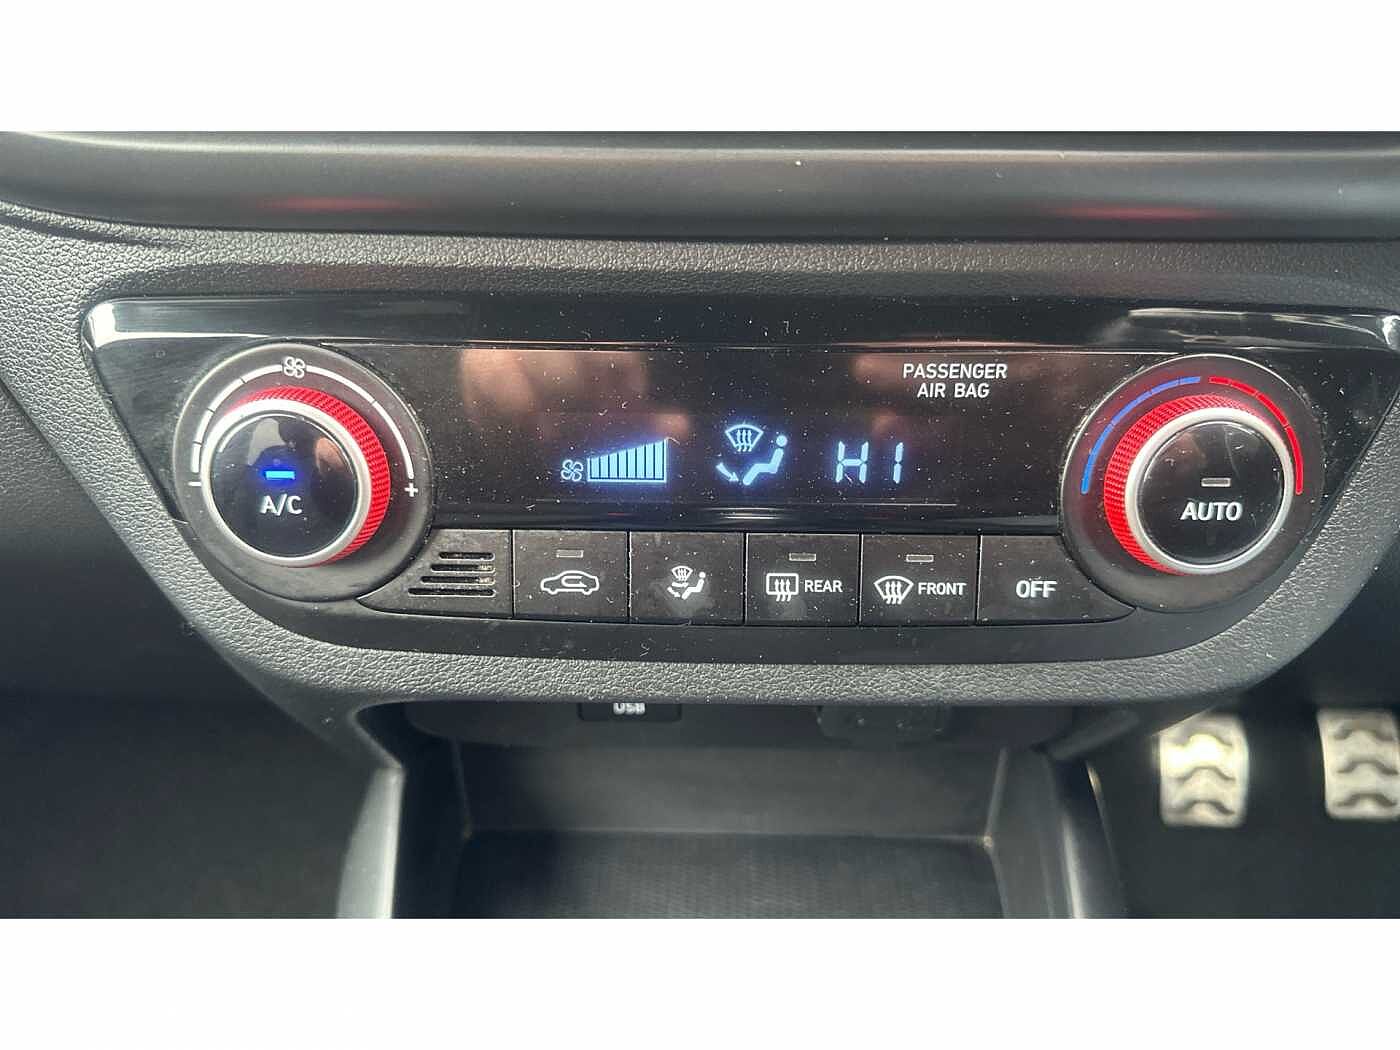 PASSENGER
AIR BAG
HI
- +
A/C
AUTO
REAR
FRONT
OFF
USB